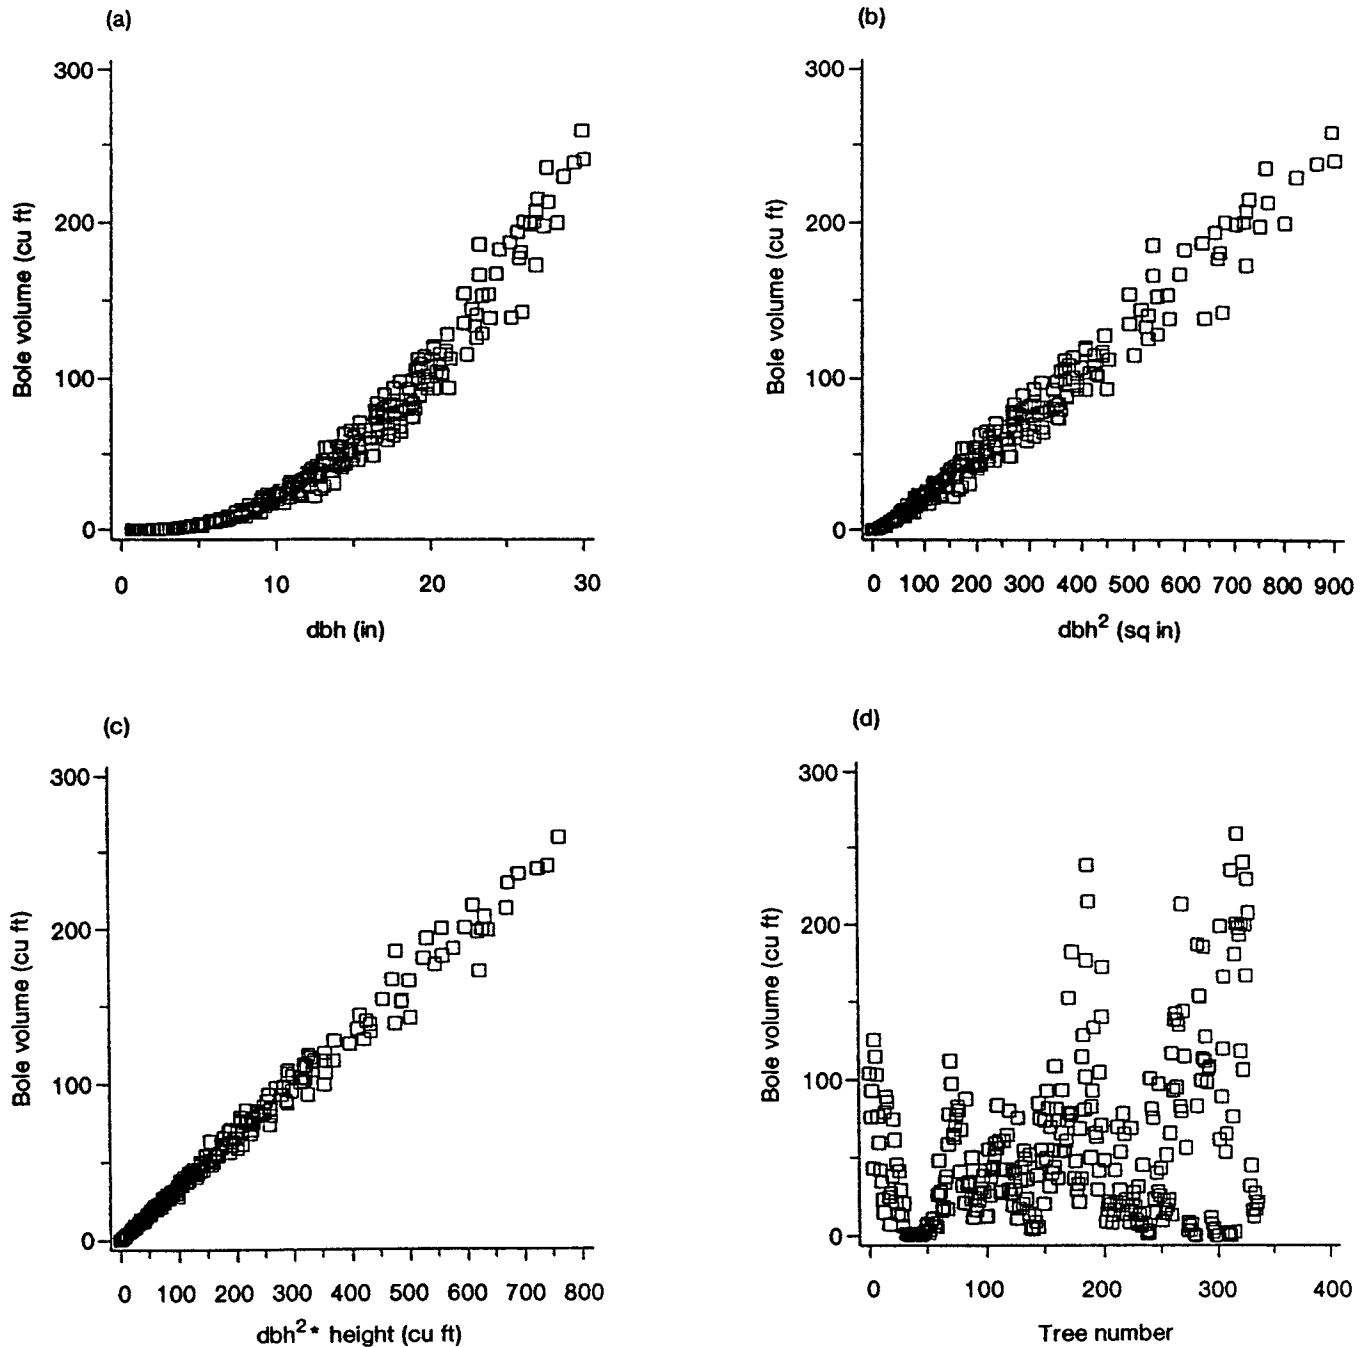 (a)
300
200
100
0
Bole volume (cu ft)
0 10 20 30
dbh (in)
(b)
300
200
100
0
Bole volume (cu ft)
0 100 200 300 400 500 600 700 800 900
dbh² (sq in)
(c)
300
200
100
0
Bole volume (cu ft)
0 100 200 300 400 500 600 700 800
dbh²* height (cu ft)
(d)
300
200
100
0
Bole volume (cu ft)
0 100 200 300 400
Tree number